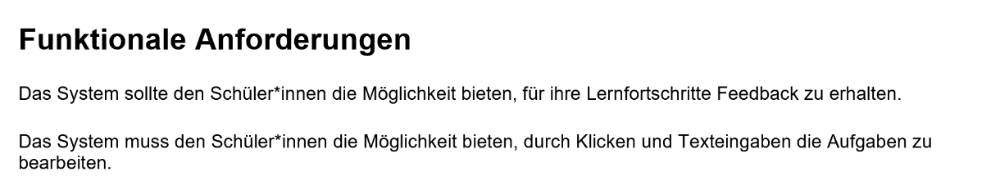 Funktionale Anforderungen
Das System sollte den Schüler*innen die Möglichkeit bieten, für ihre Lernfortschritte Feedback zu erhalten.
Das System muss den Schüler*innen die Möglichkeit bieten, durch Klicken und Texteingaben die Aufgaben zu
bearbeiten.